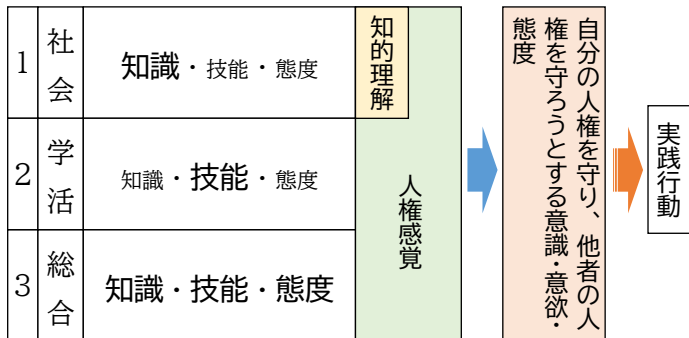 1
社会
知識・技能・態度
2
学活
知識・技能・態度
3
総合
知識・技能・態度
知的理解
人権感覚
自分の人権を守り、他者の人
権を守ろうとする意識・意欲・
態度
実践行動